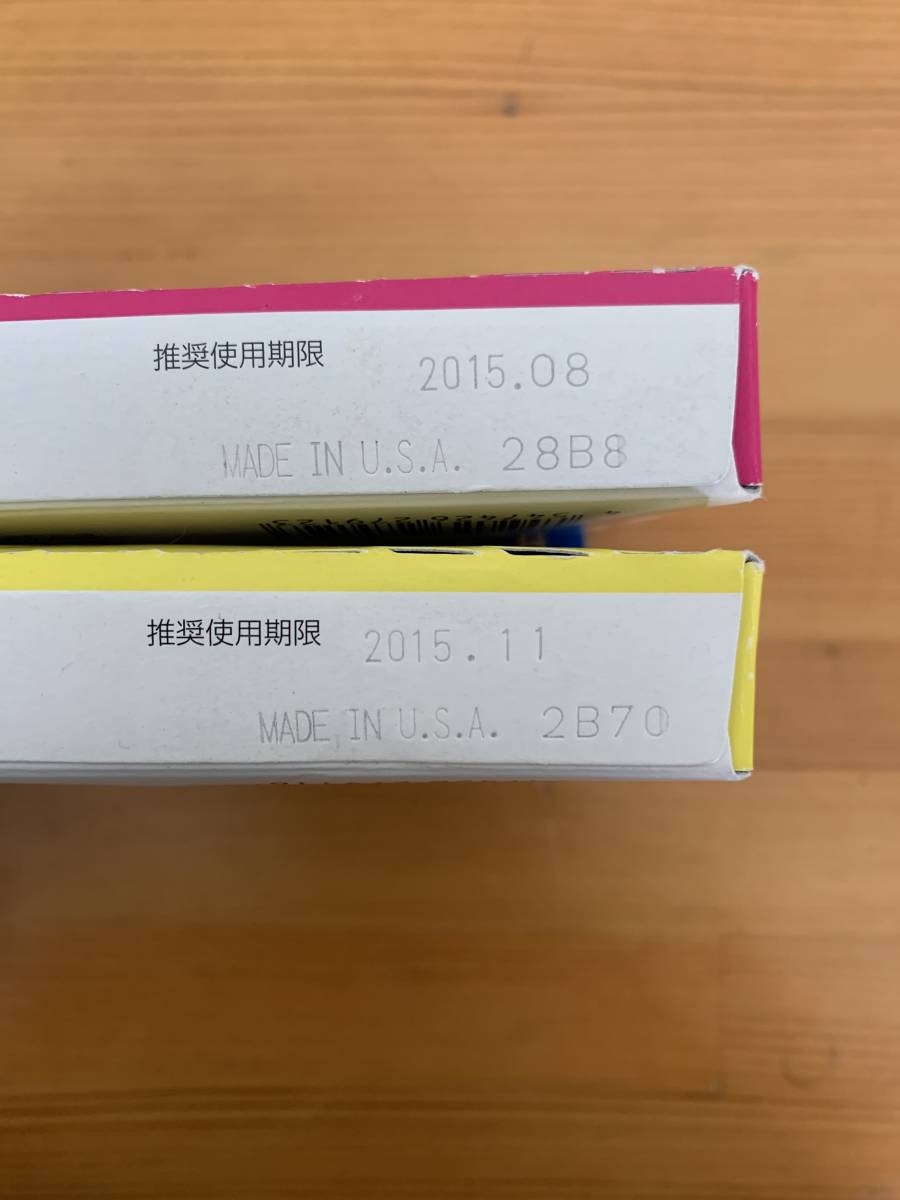 推奨使用期限 2015.08
MADE IN U.S.A. 28B8
推奨使用期限 2015.11
MADE IN U.S.A. 2B70